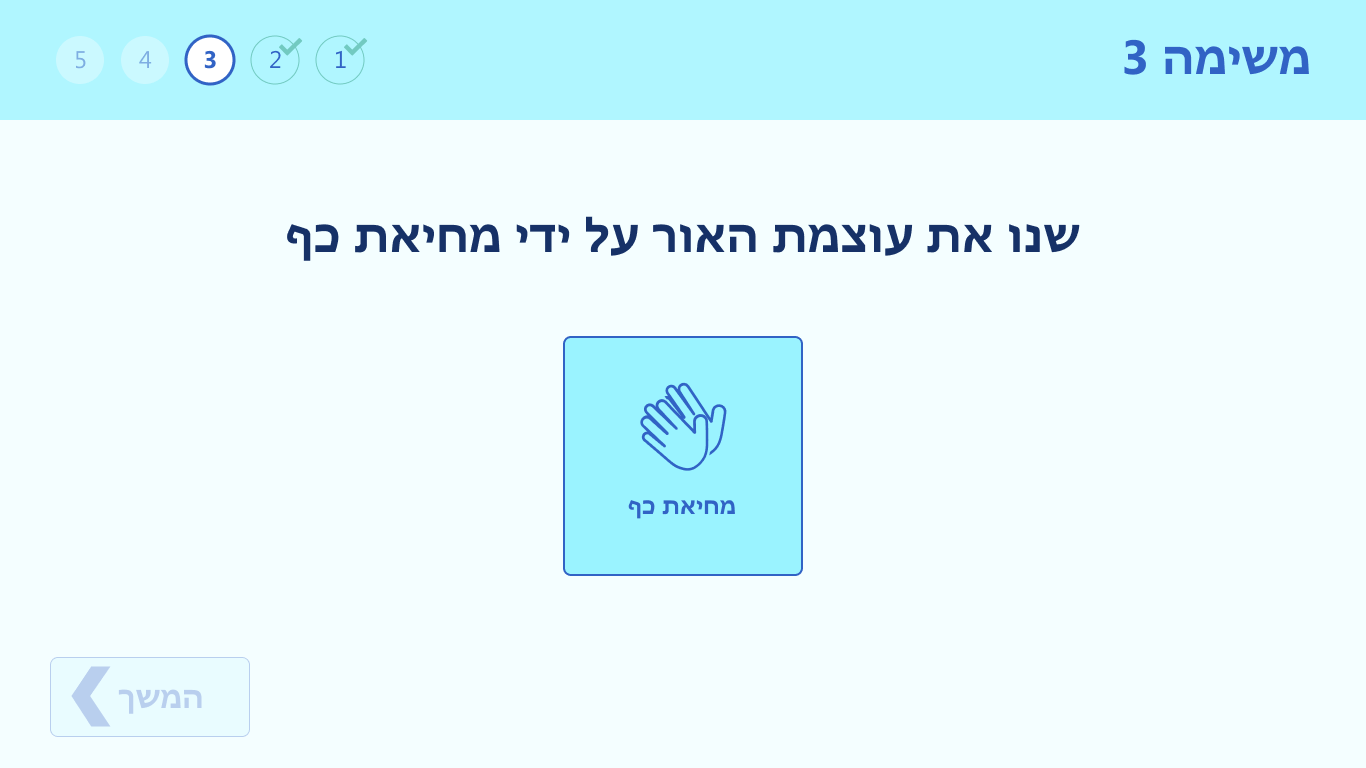 משימה 3
1 2 3 4 5
שנו את עוצמת האור על ידי מחיאת כף
מחיאת כף
המשך